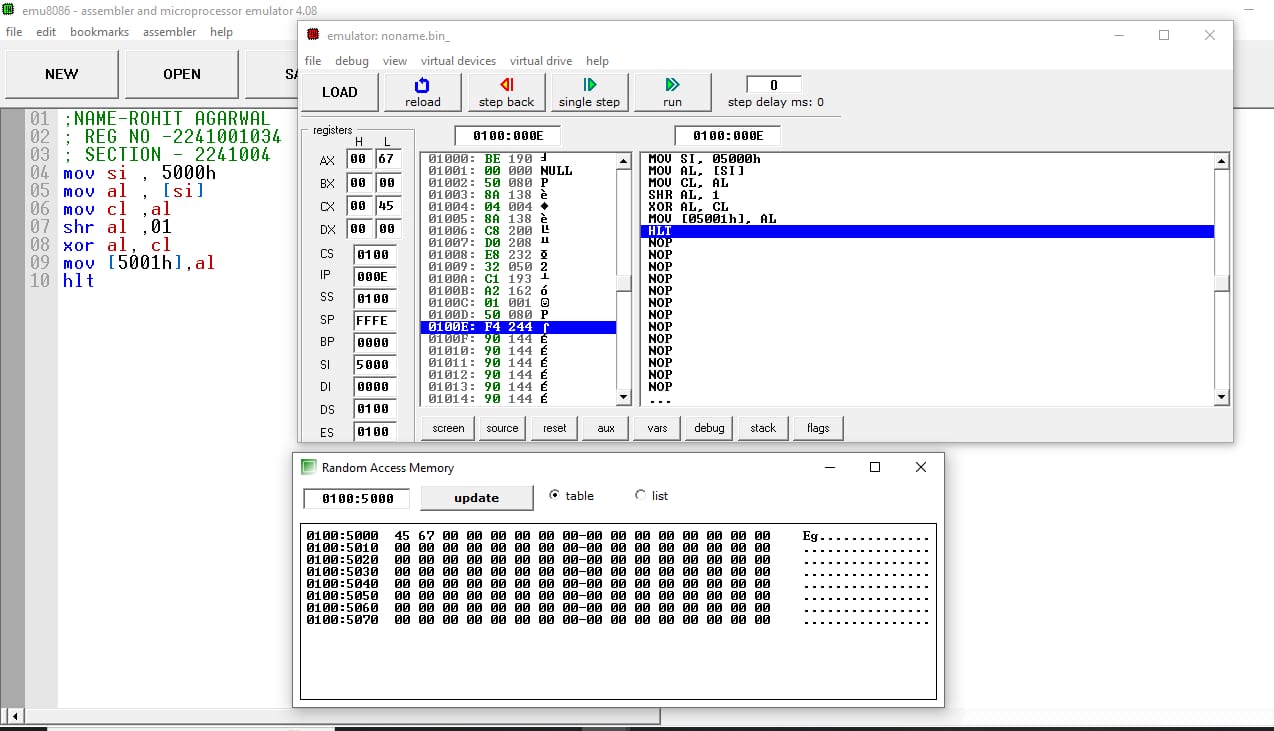 emu8086 - assembler and microprocessor emulator 4.08
file edit bookmarks assembler help
NEW OPEN
01 ;NAME-ROHIT AGARWAL
02 ; REG NO -2241001034
03 ; SECTION - 2241004
04 mov si , 5000h
05 mov al , [si]
06 mov cl ,al
07 shr al ,01
08 xor al, cl
09 mov [5001h],al
10 hlt
emulator: noname.bin_
file debug view virtual devices virtual drive help
LOAD reload step back single step run 0 step delay ms: 0
registers
H L
AX 00 67
BX 00 00
CX 00 45
DX 00 00
CS 0100
IP 000E
SS 0100
SP FFFE
BP 0000
SI 5000
DI 0000
DS 0100
ES 0100
0100:000E 0100:000E
01000: BE 190 ╛
01001: 00 000 NULL
01002: 50 080 P
01003: 8A 138 è
01004: 04 004 ♦
01005: 8A 138 è
01006: C8 200 ╚
01007: D0 208 ╨
01008: E8 232
01009: 32 050 2
0100A: C1 193 ┴
0100B: A2 162 ó
0100C: 01 001 ☺
0100D: 50 080 P
0100E: F4 244 ⌠
0100F: 90 144 É
01010: 90 144 É
01011: 90 144 É
01012: 90 144 É
01013: 90 144 É
01014: 90 144 É
MOV SI, 05000h
MOV AL, [SI]
MOV CL, AL
SHR AL, 1
XOR AL, CL
MOV [05001h], AL
HLT
NOP
NOP
NOP
NOP
NOP
NOP
NOP
NOP
NOP
NOP
NOP
NOP
NOP
...
screen source reset aux vars debug stack flags
Random Access Memory
0100:5000 update table list
0100:5000 45 67 00 00 00 00 00 00-00 00 00 00 00 00 00 00 Eg..............
0100:5010 00 00 00 00 00 00 00 00-00 00 00 00 00 00 00 00 ................
0100:5020 00 00 00 00 00 00 00 00-00 00 00 00 00 00 00 00 ................
0100:5030 00 00 00 00 00 00 00 00-00 00 00 00 00 00 00 00 ................
0100:5040 00 00 00 00 00 00 00 00-00 00 00 00 00 00 00 00 ................
0100:5050 00 00 00 00 00 00 00 00-00 00 00 00 00 00 00 00 ................
0100:5060 00 00 00 00 00 00 00 00-00 00 00 00 00 00 00 00 ................
0100:5070 00 00 00 00 00 00 00 00-00 00 00 00 00 00 00 00 ................